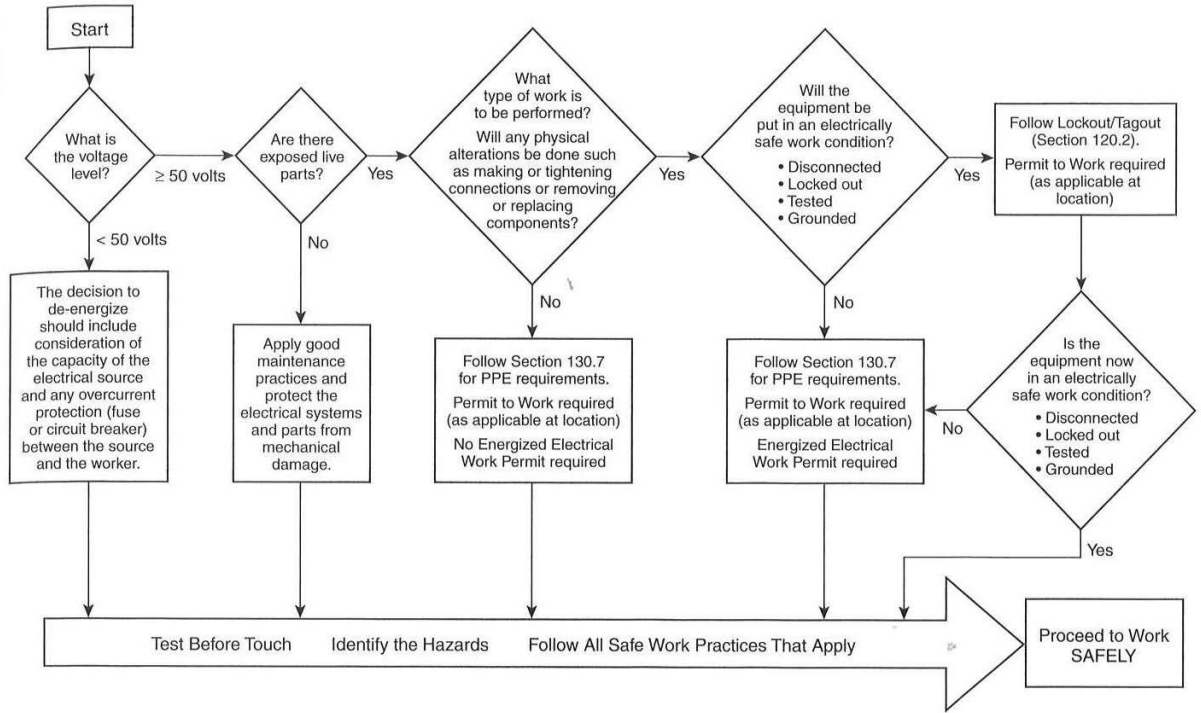 Start
What is
the voltage
level?
≥ 50 volts
< 50 volts
Are there
exposed live
parts?
Yes
No
What
type of work is
to be performed?
Will any physical
alterations be done such
as making or tightening
connections or removing
or replacing
components?
Yes
No
Will the
equipment be
put in an electrically
safe work condition?
• Disconnected
• Locked out
• Tested
• Grounded
Yes
No
Follow Lockout/Tagout
(Section 120.2).
Permit to Work required
(as applicable at
location)
The decision to
de-energize
should include
consideration of
the capacity of the
electrical source
and any overcurrent
protection (fuse
or circuit breaker)
between the source
and the worker.
Apply good
maintenance
practices and
protect the
electrical systems
and parts from
mechanical
damage.
Follow Section 130.7
for PPE requirements.
Permit to Work required
(as applicable at location)
No Energized Electrical
Work Permit required
Follow Section 130.7
for PPE requirements.
Permit to Work required
(as applicable at location)
Energized Electrical
Work Permit required
Is the
equipment now
in an electrically
safe work condition?
• Disconnected
• Locked out
• Tested
• Grounded
No
Yes
Test Before Touch Identify the Hazards Follow All Safe Work Practices That Apply
Proceed to Work
SAFELY